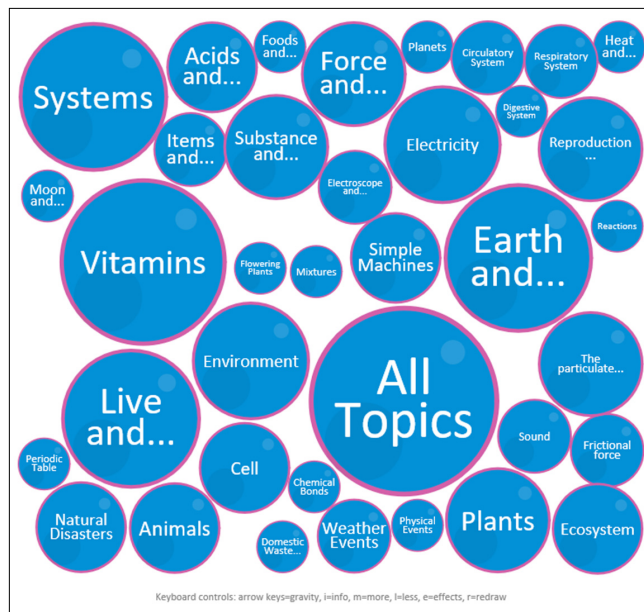 Systems
Acids
and...
Foods
and...
Force
and...
Planets
Circulatory
System
Respiratory
System
Heat
and...
Items
and...
Substance
and...
Electricity
Digestive
System
Reproduction
...
Moon
and...
Electroscope
and...
Vitamins
Flowering
Plants
Mixtures
Simple
Machines
Earth
and...
Reactions
Environment
All
Topics
The
particulate...
Live
and...
Periodic
Table
Cell
Chemical
Bonds
Sound
Frictional
force
Natural
Disasters
Animals
Domestic
Waste...
Weather
Events
Physical
Events
Plants
Ecosystem
Keyboard controls: arrow keys=gravity, i=info, m=more, l=less, e=effects, r=redraw